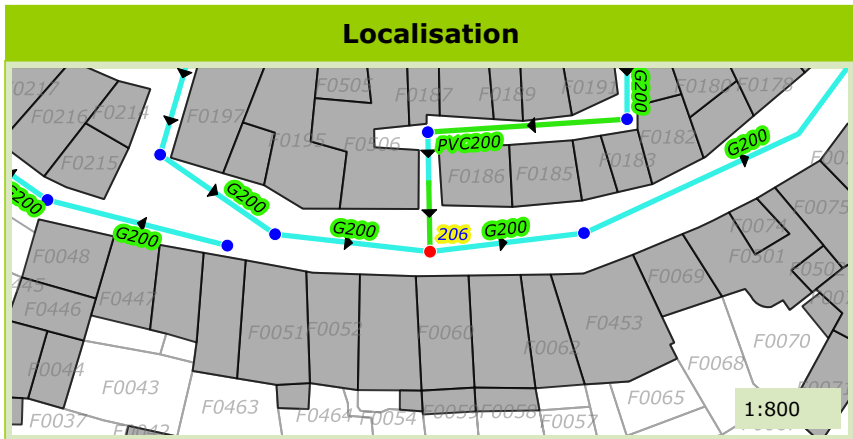 Localisation
F0217
F0216
F0214
F0215
F0197
F0195
F0505
F0506
F0187
F0189
F0191
G200
F0180
F0178
F0182
F0183
F0185
F0186
PVC200
G200
G200
G200
G200
206
G200
G200
F0075
F0074
F0501
F0069
F0048
F0446
F0447
F0051
F0052
F0060
F0062
F0453
F0044
F0043
F0037
F0463
F0464
F0054
F0059
F0058
F0057
F0065
F0068
F0070
1:800